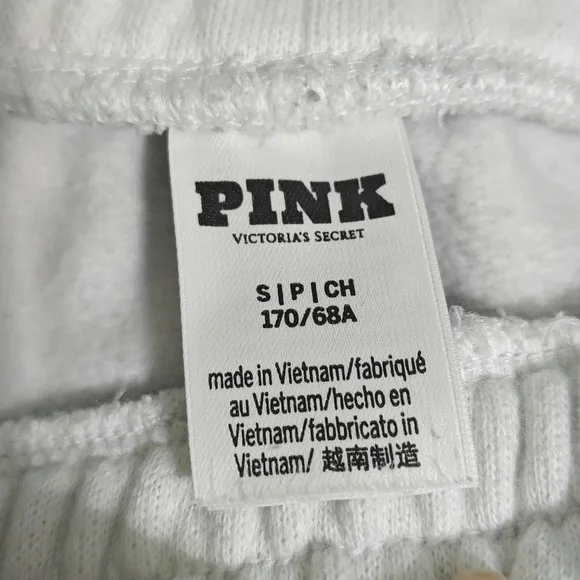 PINK
VICTORIA'S SECRET
S|P|CH
170/68A
made in Vietnam/fabriqué
au Vietnam/hecho en
Vietnam/fabbricato in
Vietnam/ 越南制造